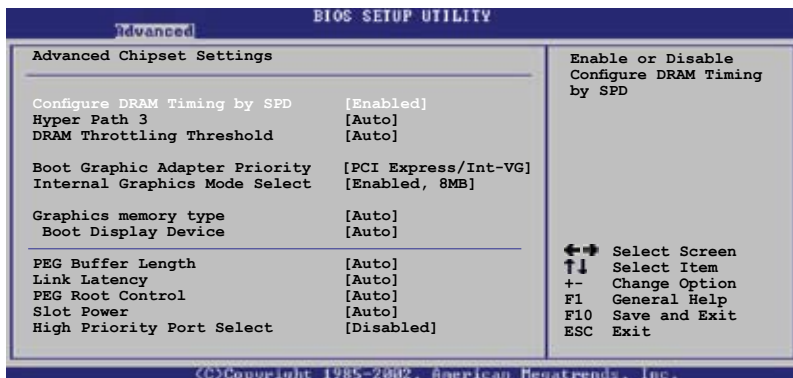 BIOS SETUP UTILITY
Advanced
Advanced Chipset Settings
Configure DRAM Timing by SPD [Enabled]
Hyper Path 3 [Auto]
DRAM Throttling Threshold [Auto]
Boot Graphic Adapter Priority [PCI Express/Int-VG]
Internal Graphics Mode Select [Enabled, 8MB]
Graphics memory type [Auto]
Boot Display Device [Auto]
PEG Buffer Length [Auto]
Link Latency [Auto]
PEG Root Control [Auto]
Slot Power [Auto]
High Priority Port Select [Disabled]
Enable or Disable
Configure DRAM Timing
by SPD
←→ Select Screen
↑↓ Select Item
+- Change Option
F1 General Help
F10 Save and Exit
ESC Exit
(C)Copyright 1985-2002, American Megatrends, Inc.